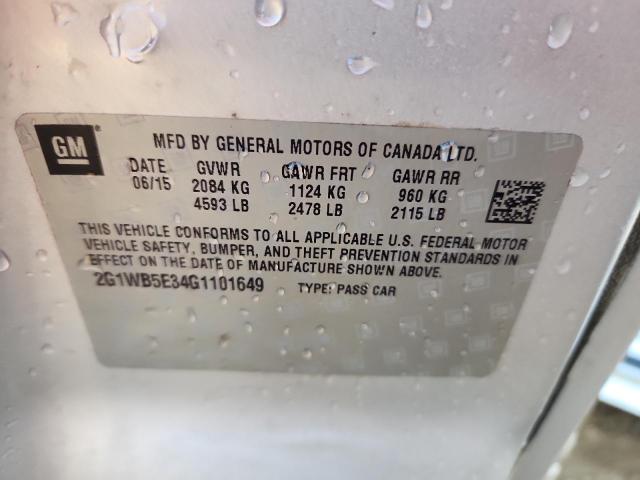 GM
MFD BY GENERAL MOTORS OF CANADA LTD.
DATE GVWR GAWR FRT GAWR RR
06/15 2084 KG 1124 KG 960 KG
4593 LB 2478 LB 2115 LB
THIS VEHICLE CONFORMS TO ALL APPLICABLE U.S. FEDERAL MOTOR
VEHICLE SAFETY, BUMPER, AND THEFT PREVENTION STANDARDS IN
EFFECT ON THE DATE OF MANUFACTURE SHOWN ABOVE.
2G1WB5E34G1101649 TYPE: PASS CAR